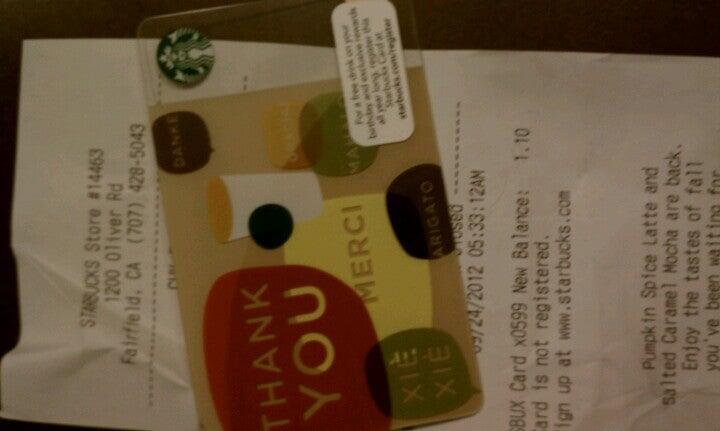 STARBUCKS Store #14463
1200 Oliver Rd
Fairfield, CA (707) 428-5043
For a free drink on your
birthday and exclusive rewards
all year long, register this
Starbucks Card at
starbucks.com/register
DANKE
MAHALO
MERCI
ARIGATO
THANK
YOU
XIÈ
XIÈ
09/24/2012 05:33:12AM
SBUX Card x0599 New Balance: 1.10
ard is not registered.
ign up at www.starbucks.com
Pumpkin Spice Latte and
Salted Caramel Mocha are back.
Enjoy the tastes of fall
you've been waiting for